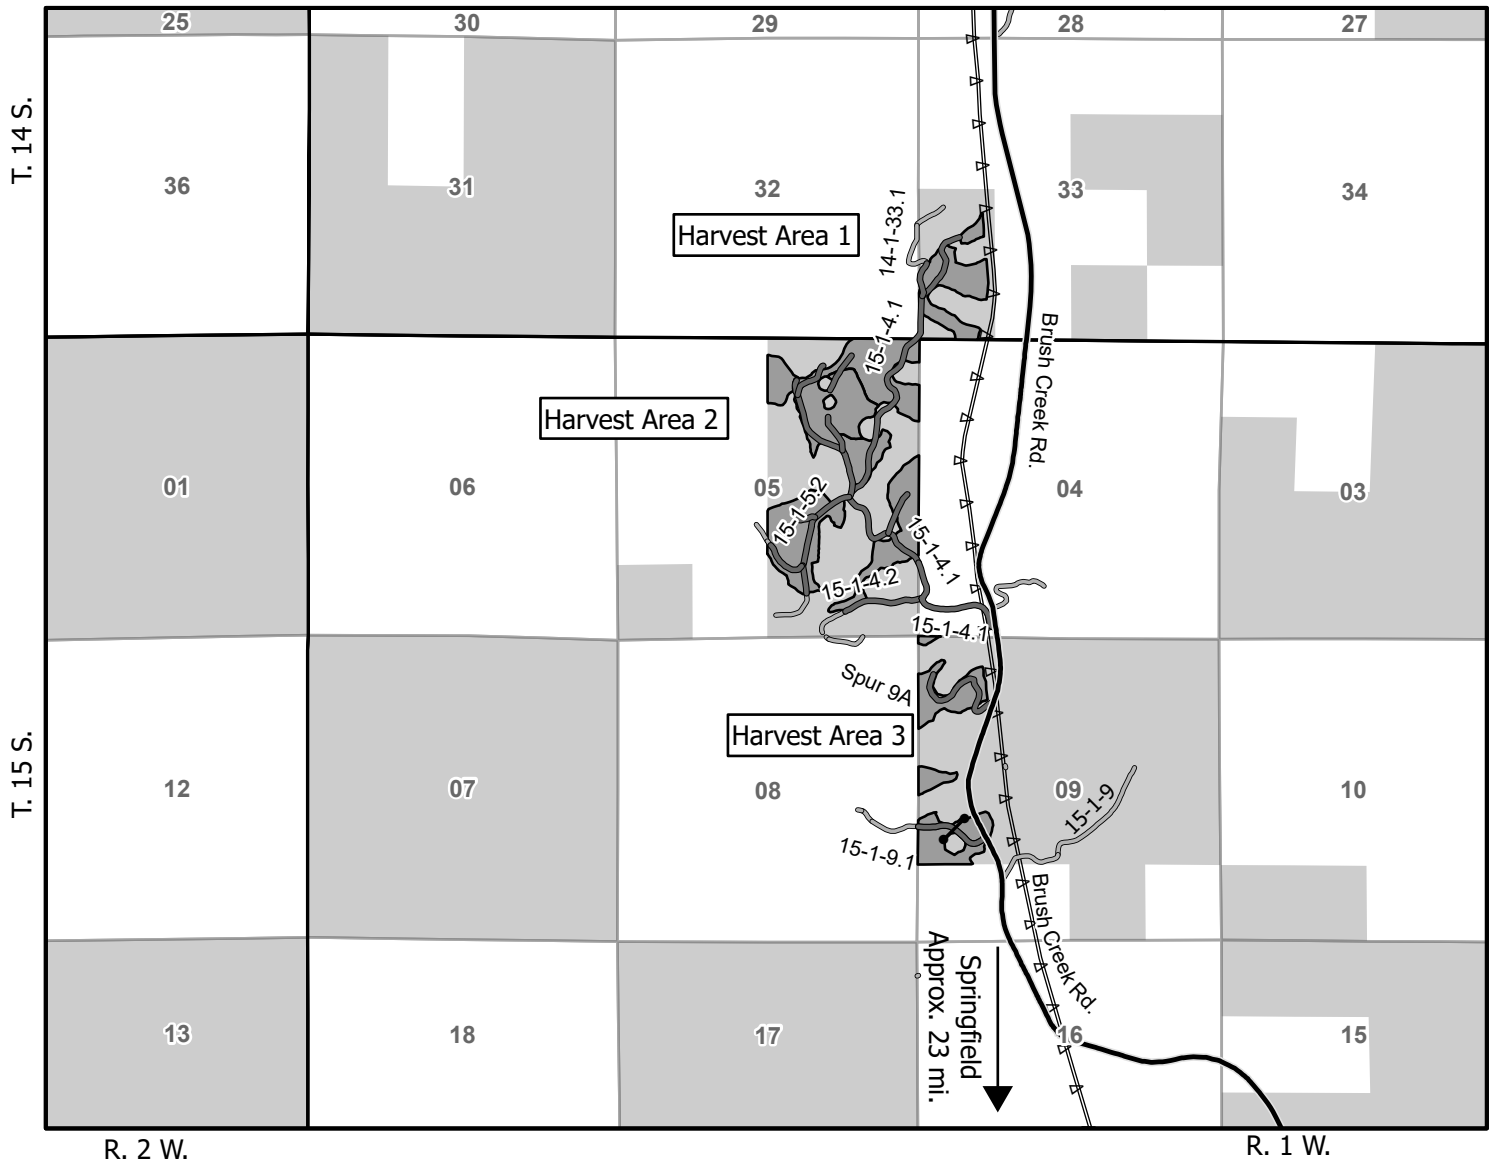 25
30
29
28
27
T. 14 S.
36
31
32
33
34
14-1-33.1
Harvest Area 1
15-1-4.1
Brush Creek Rd.
Harvest Area 2
01
06
05
04
03
15-1-5.2
15-1-4.1
15-1-4.2
15-1-4.1
Spur 9A
Harvest Area 3
T. 15 S.
12
07
08
09
10
15-1-9
15-1-9.1
Brush Creek Rd.
Springfield
Approx. 23 mi.
13
18
17
16
15
R. 2 W.
R. 1 W.